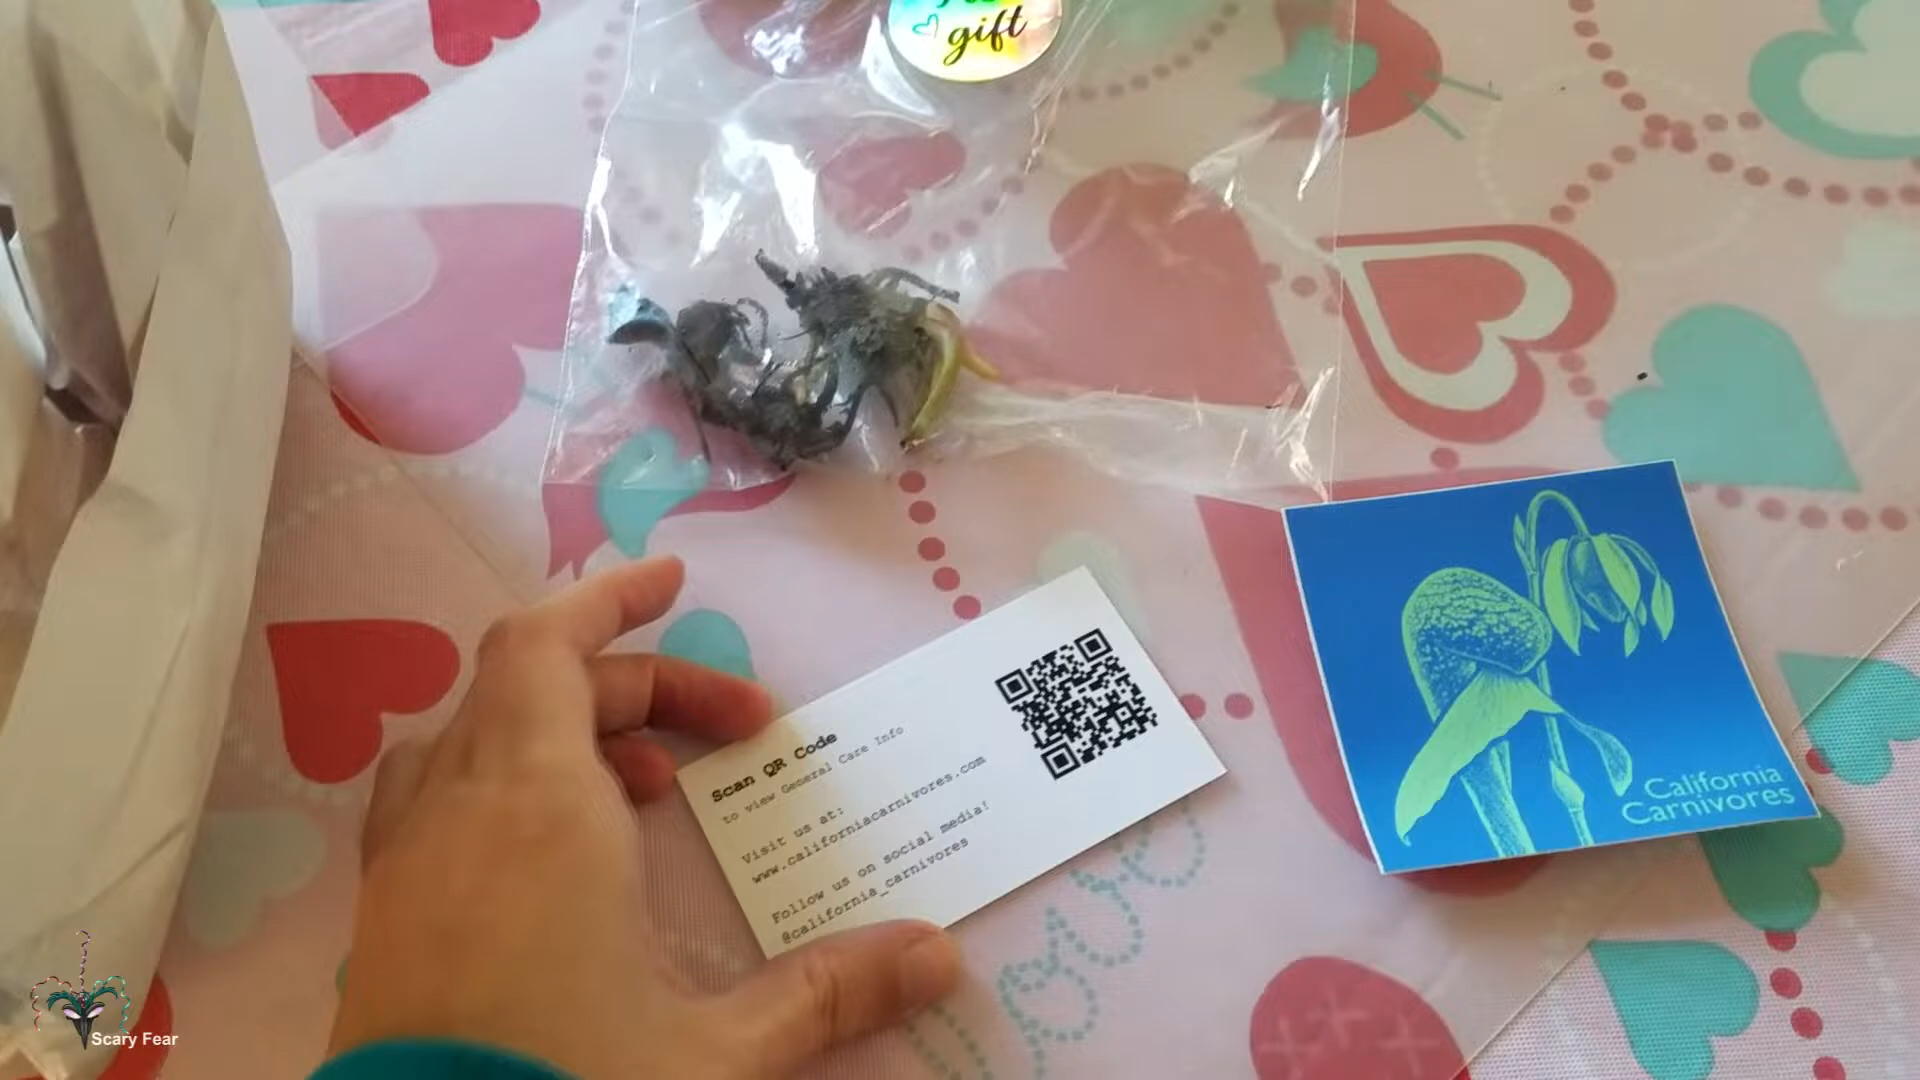 gift
Scan QR Code
to view General Care Info
Visit us at:
www.californiacarnivores.com
Follow us on social media!
@california_carnivores
California
Carnivores
Scary Fear